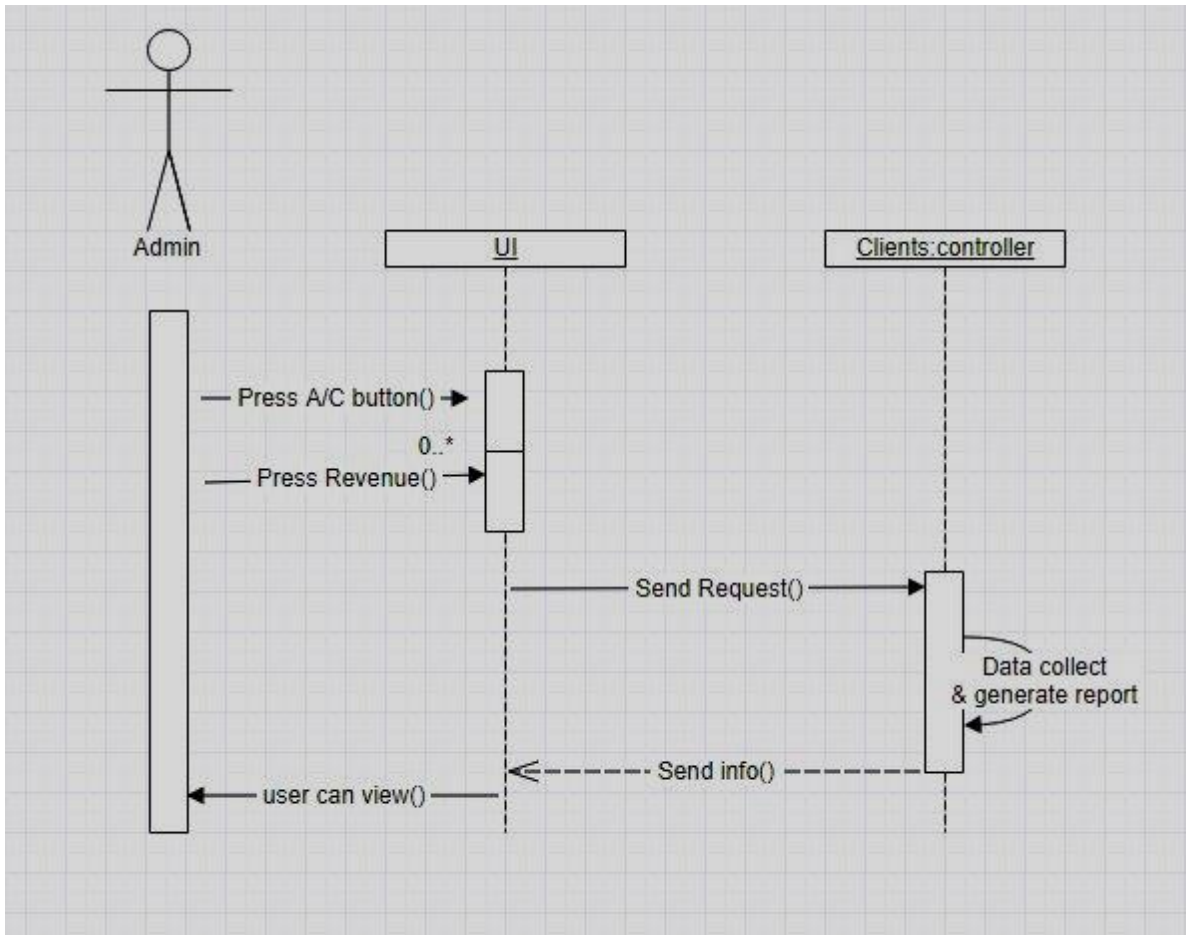 Admin
UI
Clients:controller
Press A/C button()
0..*
Press Revenue()
Send Request()
Data collect
& generate report
Send info()
user can view()